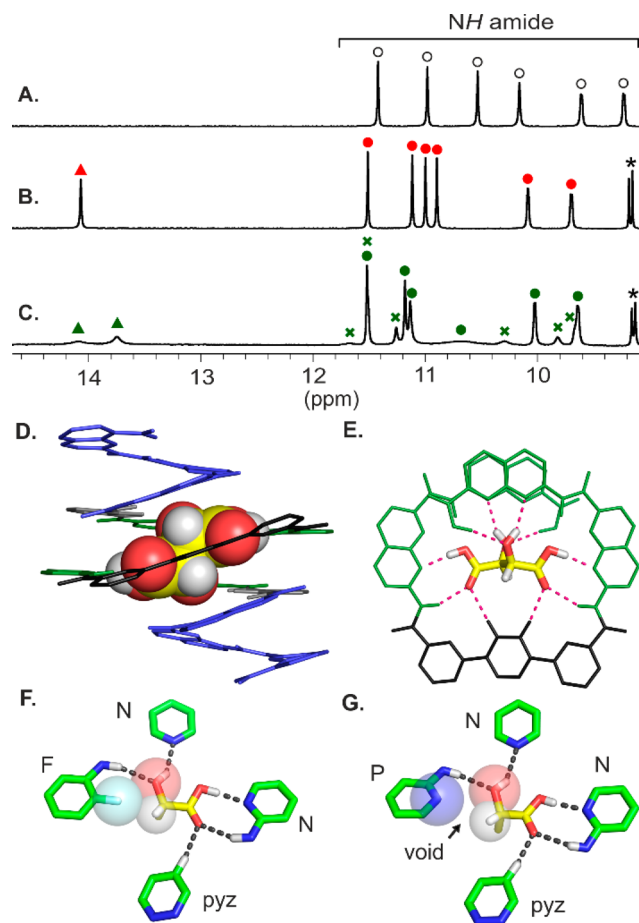 NH amide
A.
B.
*
C.
*
14 13 12 11 10
(ppm)
D. E.
F. G.
N N
F P N
N
void
pyz pyz